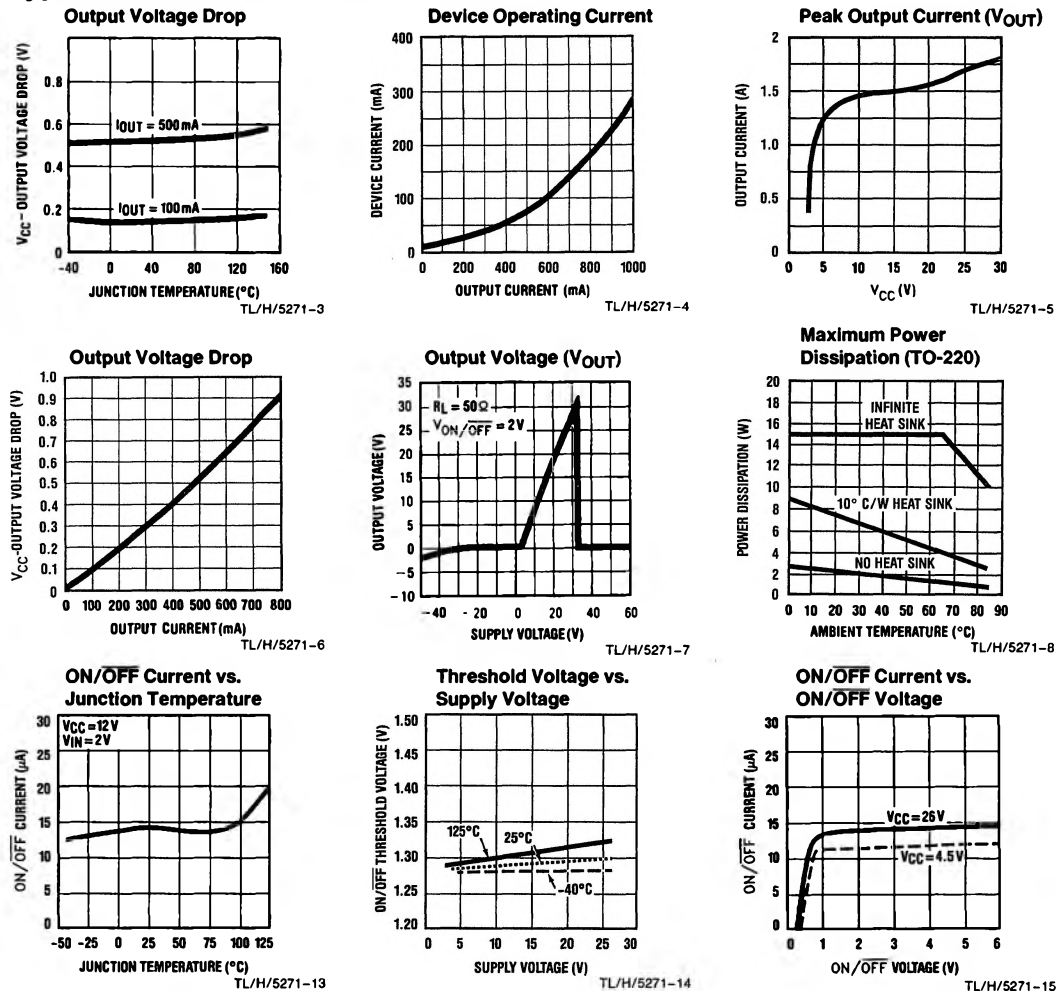 Output Voltage Drop
VCC – OUTPUT VOLTAGE DROP (V)
0.8
0.6
0.4
0.2
0
IOUT = 500 mA
IOUT = 100 mA
-40 0 40 80 120 160
JUNCTION TEMPERATURE (°C)
TL/H/5271-3
Device Operating Current
DEVICE CURRENT (mA)
400
300
200
100
0
0 200 400 600 800 1000
OUTPUT CURRENT (mA)
TL/H/5271-4
Peak Output Current (VOUT)
OUTPUT CURRENT (A)
2
1.5
1.0
0.5
0
0 5 10 15 20 25 30
VCC (V)
TL/H/5271-5
Output Voltage Drop
VCC-OUTPUT VOLTAGE DROP (V)
1.0
0.9
0.8
0.7
0.6
0.5
0.4
0.3
0.2
0.1
0
0 100 200 300 400 500 600 700 800
OUTPUT CURRENT (mA)
TL/H/5271-6
Output Voltage (VOUT)
OUTPUT VOLTAGE (V)
35
30
25
20
15
10
5
0
-5
-10
RL = 50Ω
VON/OFF = 2V
-40 -20 0 20 40 60
SUPPLY VOLTAGE (V)
TL/H/5271-7
Maximum Power
Dissipation (TO-220)
POWER DISSIPATION (W)
20
18
16
14
12
10
8
6
4
2
0
INFINITE
HEAT SINK
10° C/W HEAT SINK
NO HEAT SINK
0 10 20 30 40 50 60 70 80 90
AMBIENT TEMPERATURE (°C)
TL/H/5271-8
ON/OFF Current vs.
Junction Temperature
ON/OFF CURRENT (μA)
30
25
20
15
10
5
0
VCC = 12V
VIN = 2V
-50 -25 0 25 50 75 100 125
JUNCTION TEMPERATURE (°C)
TL/H/5271-13
Threshold Voltage vs.
Supply Voltage
ON/OFF THRESHOLD VOLTAGE (V)
1.50
1.45
1.40
1.35
1.30
1.25
1.20
125°C
25°C
-40°C
0 5 10 15 20 25 30
SUPPLY VOLTAGE (V)
TL/H/5271-14
ON/OFF Current vs.
ON/OFF Voltage
ON/OFF CURRENT (μA)
30
25
20
15
10
5
0
VCC = 26V
VCC = 4.5V
0 1 2 3 4 5 6
ON/OFF VOLTAGE (V)
TL/H/5271-15